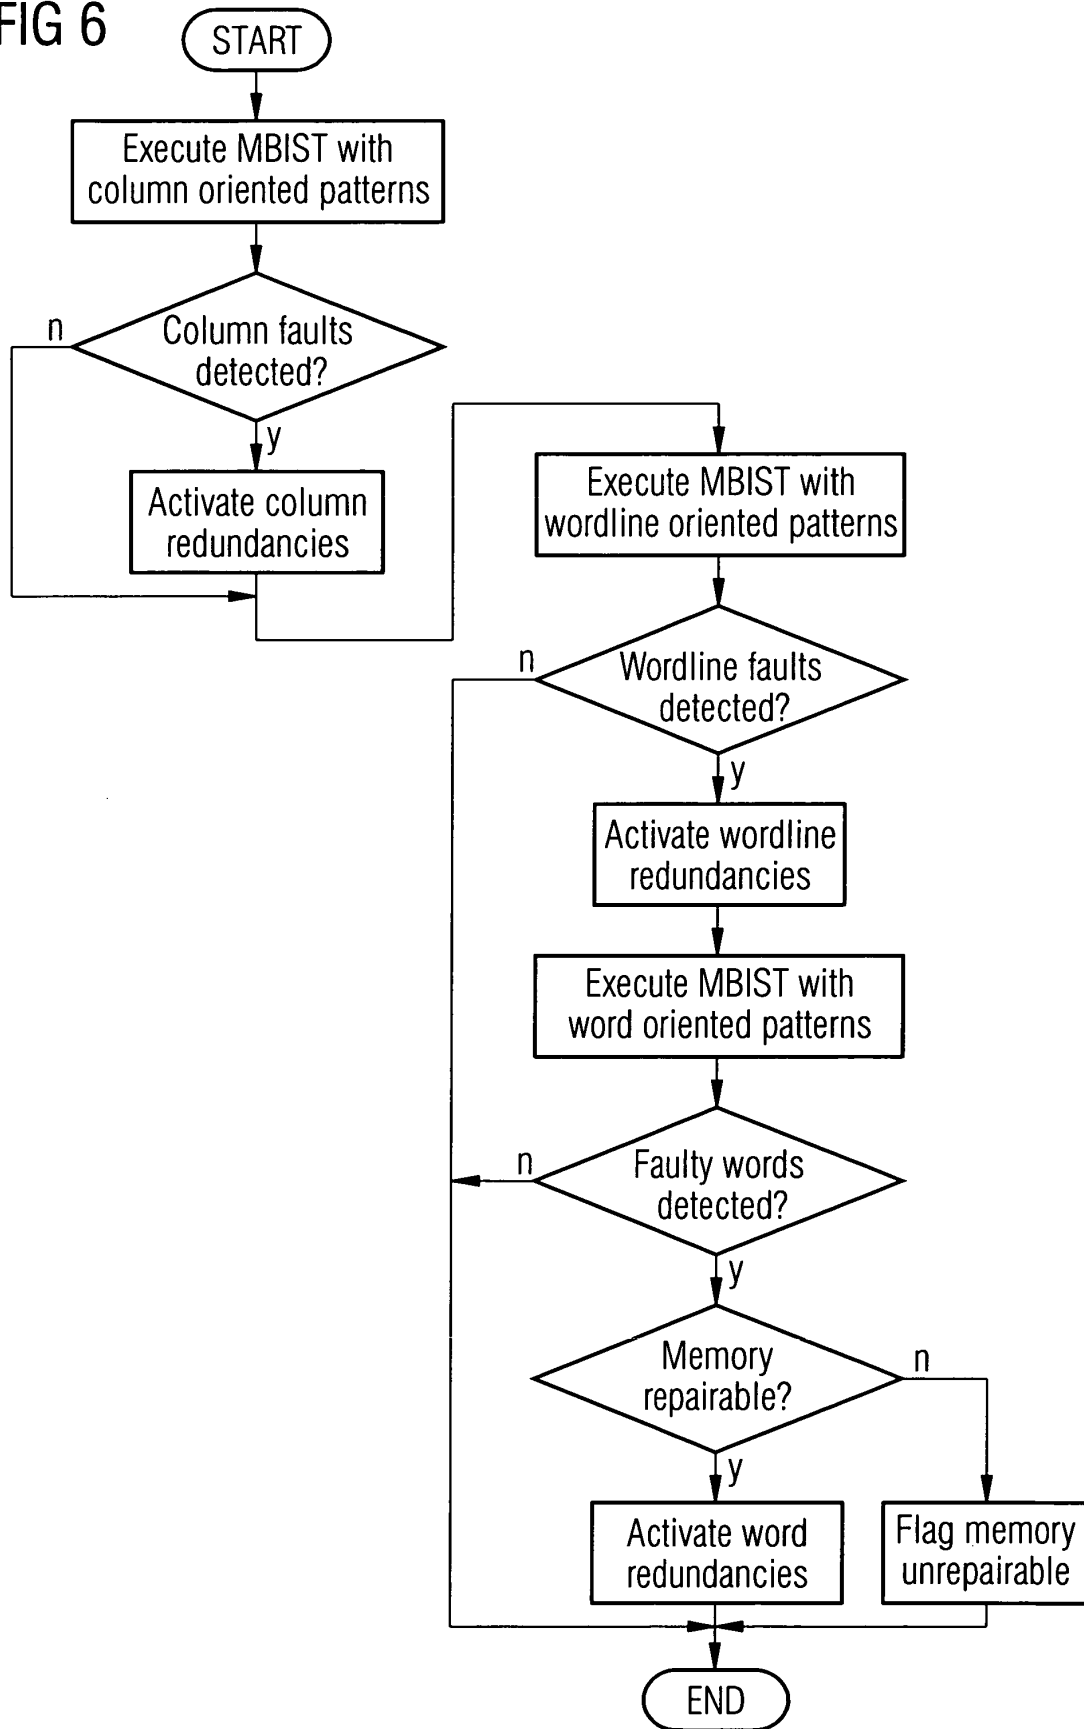 FIG 6
START
Execute MBIST with
column oriented patterns
n
Column faults
detected?
y
Activate column
redundancies
Execute MBIST with
wordline oriented patterns
n
Wordline faults
detected?
y
Activate wordline
redundancies
Execute MBIST with
word oriented patterns
n
Faulty words
detected?
y
Memory
repairable?
n
y
Activate word
redundancies
Flag memory
unrepairable
END